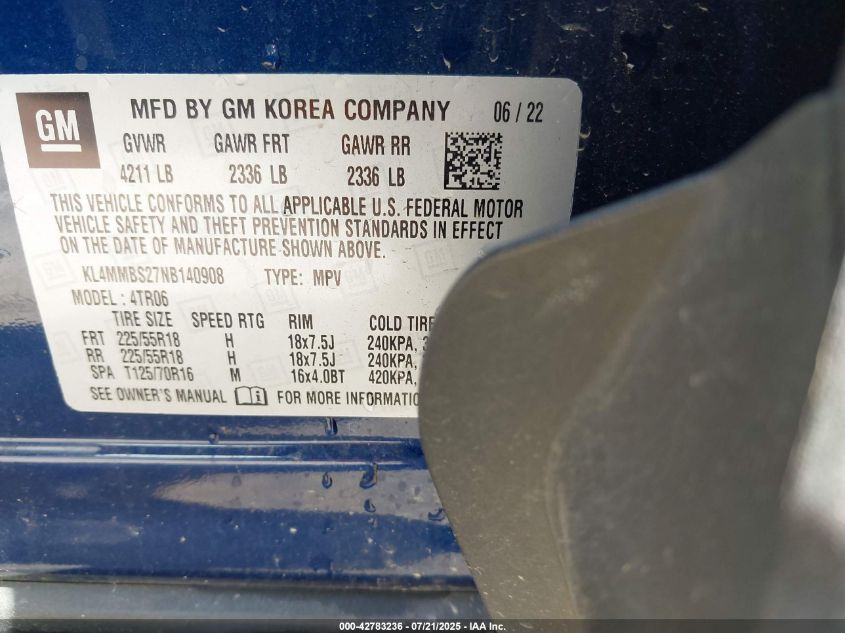 GM
MFD BY GM KOREA COMPANY 06 / 22
GVWR GAWR FRT GAWR RR
4211 LB 2336 LB 2336 LB
THIS VEHICLE CONFORMS TO ALL APPLICABLE U.S. FEDERAL MOTOR
VEHICLE SAFETY AND THEFT PREVENTION STANDARDS IN EFFECT
ON THE DATE OF MANUFACTURE SHOWN ABOVE.
KL4MMBS27NB140908 TYPE: MPV
MODEL : 4TR06
TIRE SIZE SPEED RTG RIM COLD TIRE
FRT 225/55R18 H 18x7.5J 240KPA,
RR 225/55R18 H 18x7.5J 240KPA,
SPA T125/70R16 M 16x4.0BT 420KPA,
SEE OWNER'S MANUAL FOR MORE INFORMATION
000-42783236 - 07/21/2025 - IAA Inc.